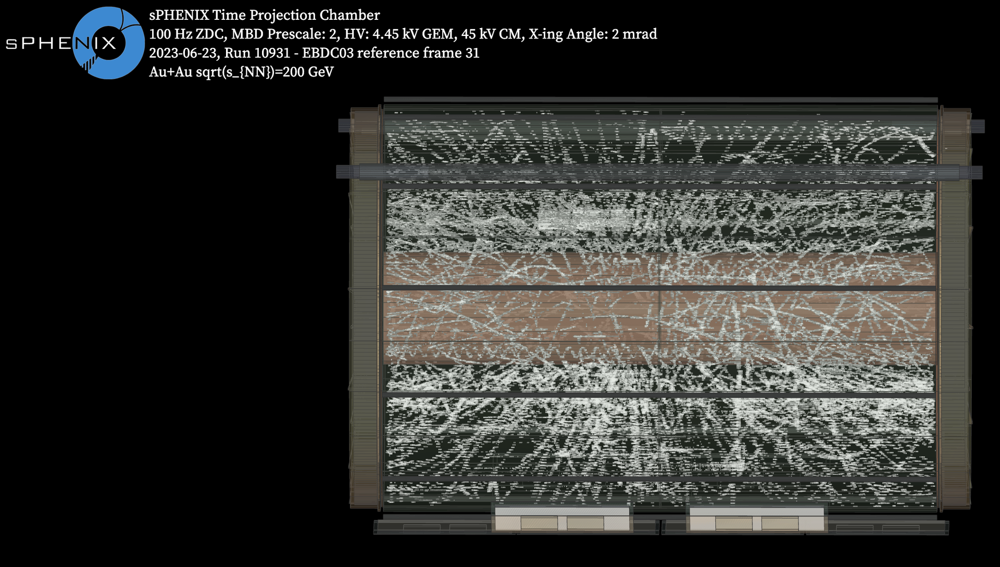 sPHENIX
sPHENIX Time Projection Chamber
100 Hz ZDC, MBD Prescale: 2, HV: 4.45 kV GEM, 45 kV CM, X-ing Angle: 2 mrad
2023-06-23, Run 10931 - EBDC03 reference frame 31
Au+Au sqrt(s_{NN})=200 GeV